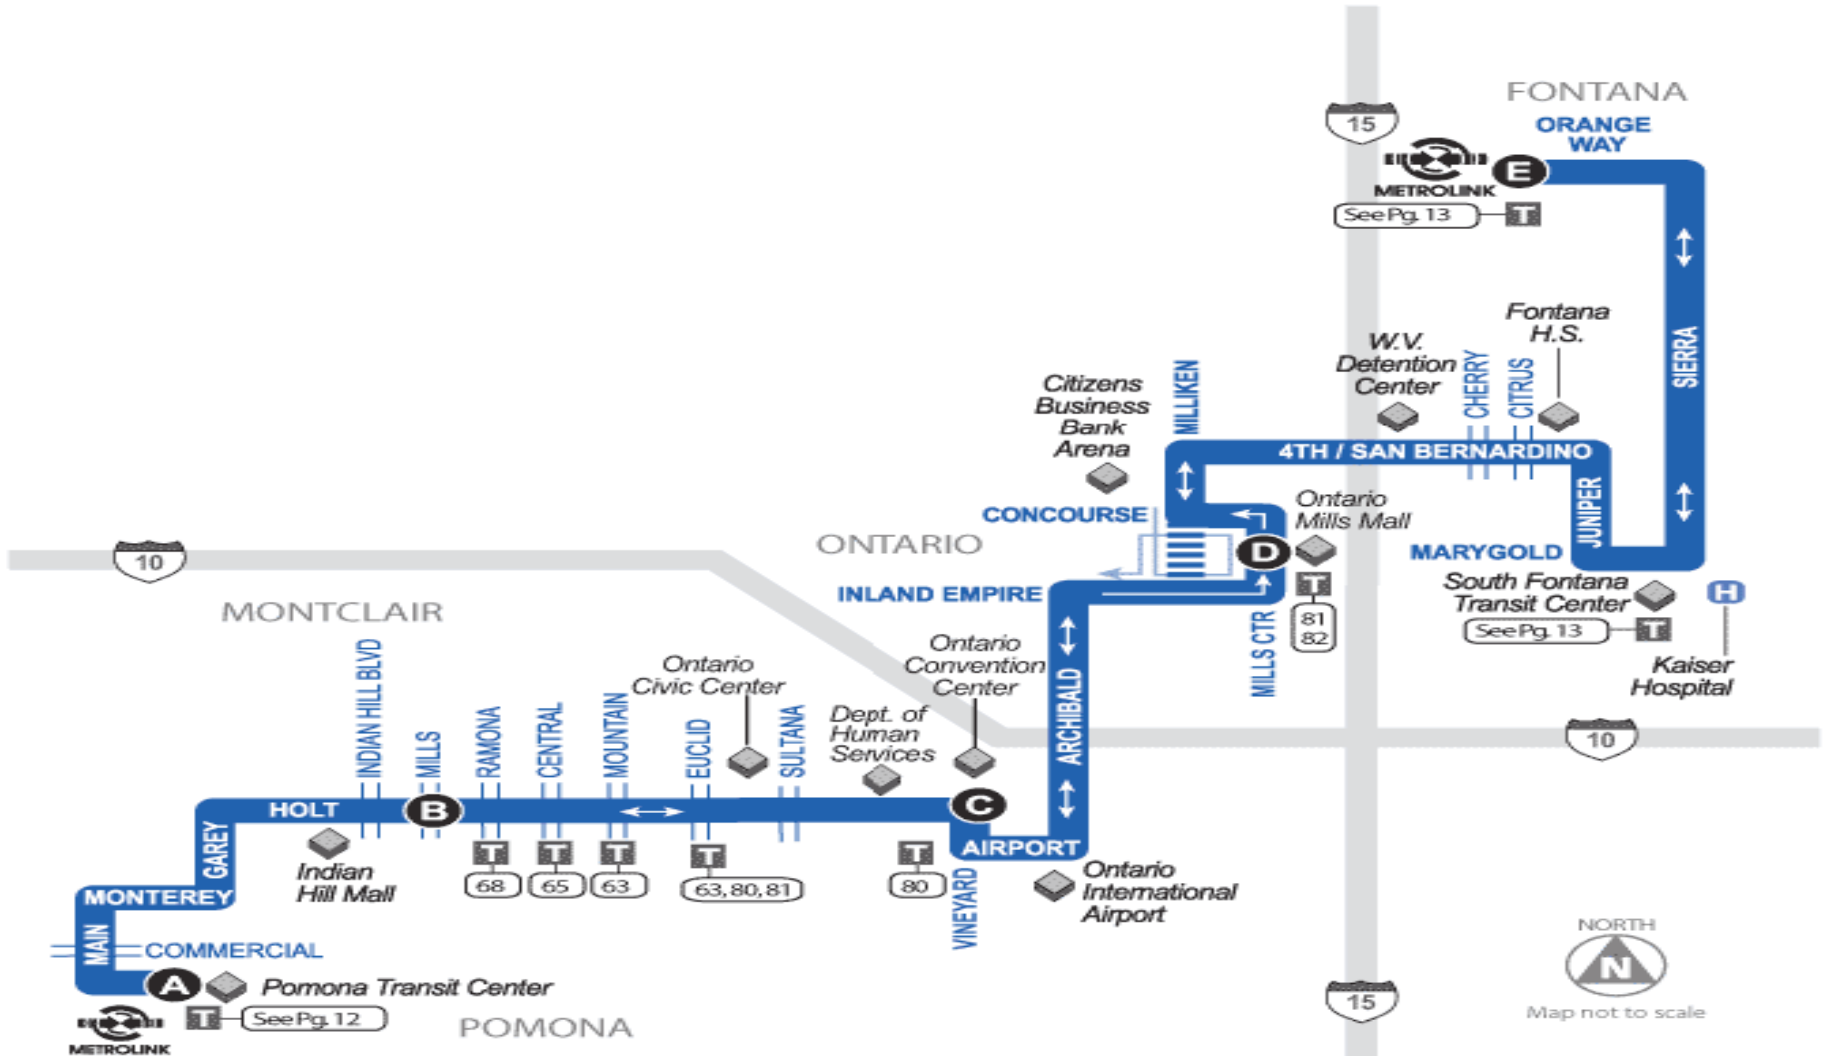 FONTANA
ORANGE
WAY
15
E
METROLINK
See Pg. 13
T
SIERRA
Fontana
H.S.
W.V.
Detention
Center
CHERRY
CITRUS
4TH / SAN BERNARDINO
JUNIPER
MARYGOLD
South Fontana
Transit Center
See Pg. 13
T
H
Kaiser
Hospital
MILLIKEN
Citizens
Business
Bank
Arena
CONCOURSE
Ontario
Mills Mall
D
T
81
82
MILLS CTR
ONTARIO
INLAND EMPIRE
10
MONTCLAIR
Ontario
Convention
Center
ARCHIBALD
10
Ontario
Civic Center
Dept. of
Human
Services
INDIAN HILL BLVD
MILLS
RAMONA
CENTRAL
MOUNTAIN
EUCLID
SULTANA
HOLT
B
C
GAREY
Indian
Hill Mall
T
68
T
65
T
63
T
63, 80, 81
T
80
AIRPORT
VINEYARD
Ontario
International
Airport
MONTEREY
MAIN
COMMERCIAL
A
Pomona Transit Center
T
See Pg. 12
METROLINK
POMONA
15
NORTH
N
Map not to scale